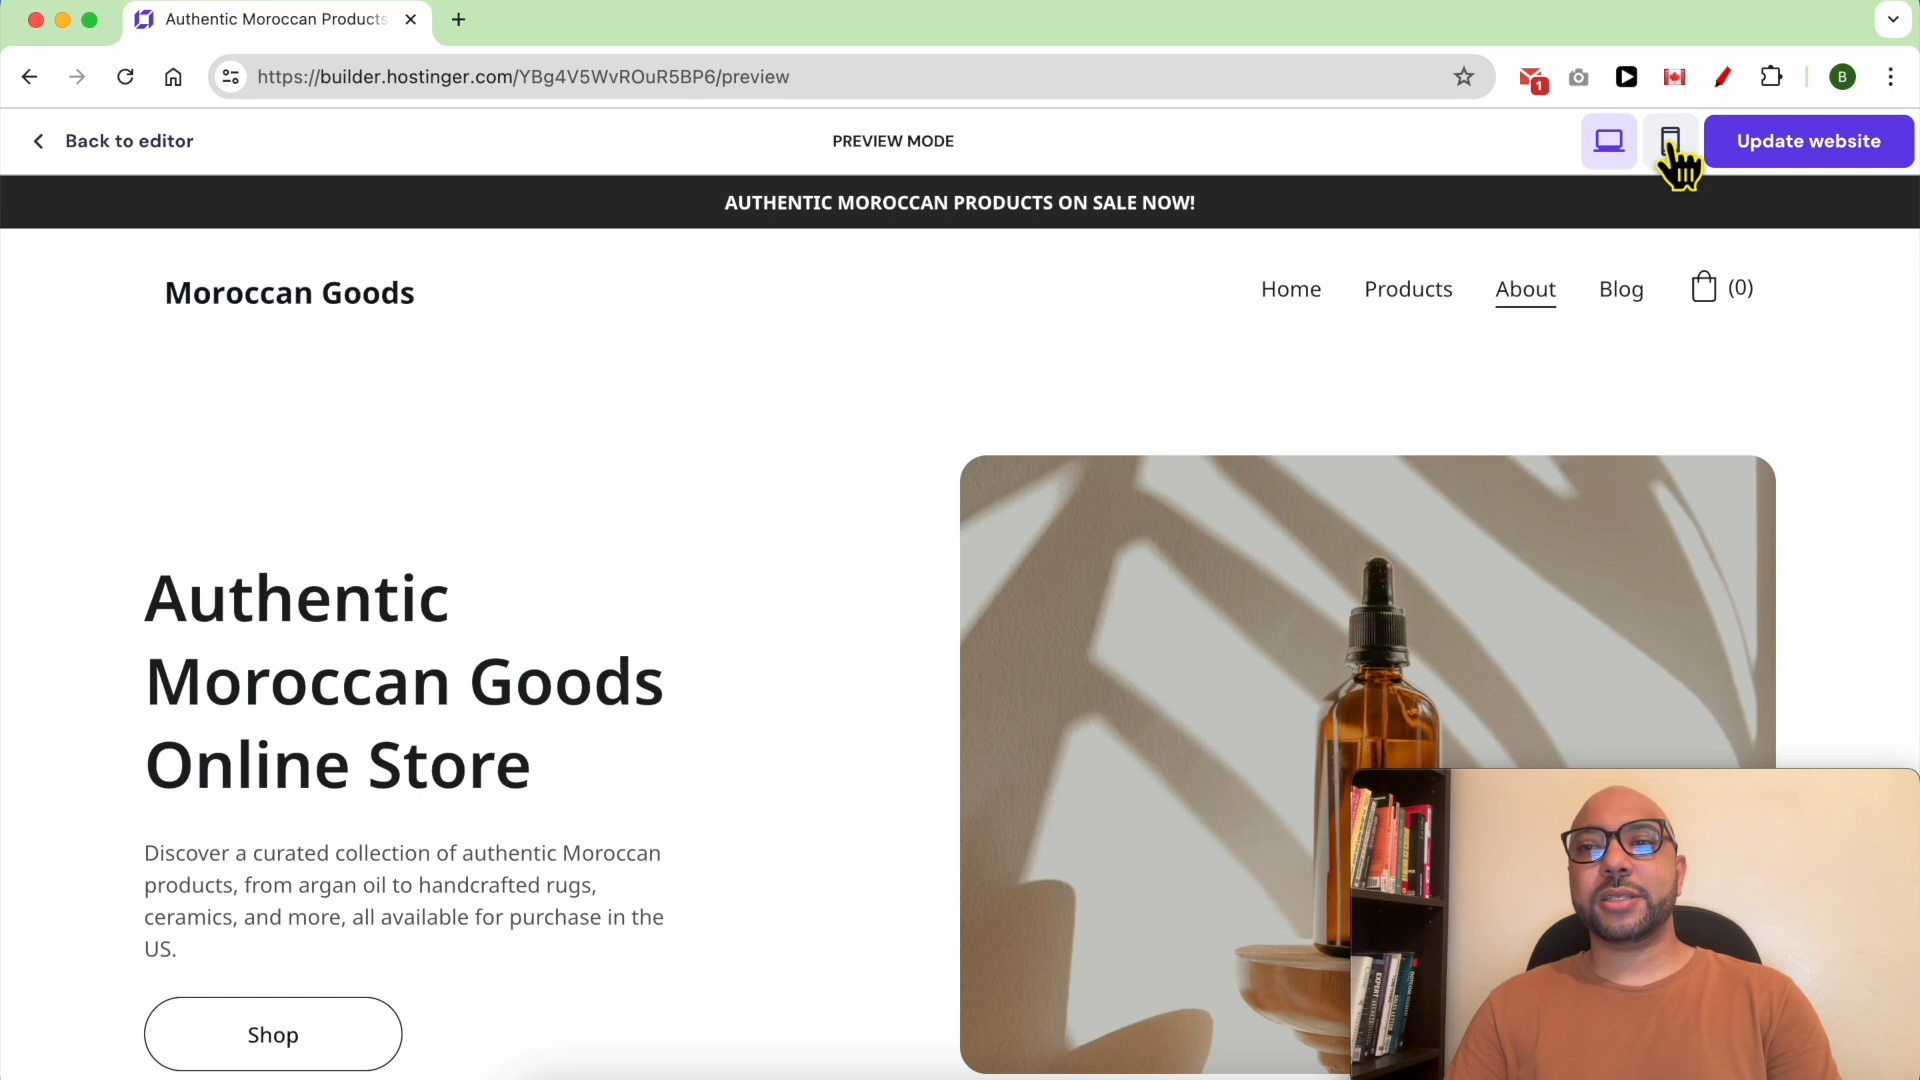 Authentic Moroccan Products
https://builder.hostinger.com/YBg4V5WvROuR5BP6/preview
1
B
Back to editor
PREVIEW MODE
Update website
AUTHENTIC MOROCCAN PRODUCTS ON SALE NOW!
Moroccan Goods
Home
Products
About
Blog
(0)
Authentic
Moroccan Goods
Online Store
Discover a curated collection of authentic Moroccan
products, from argan oil to handcrafted rugs,
ceramics, and more, all available for purchase in the
US.
Shop
EXPERT